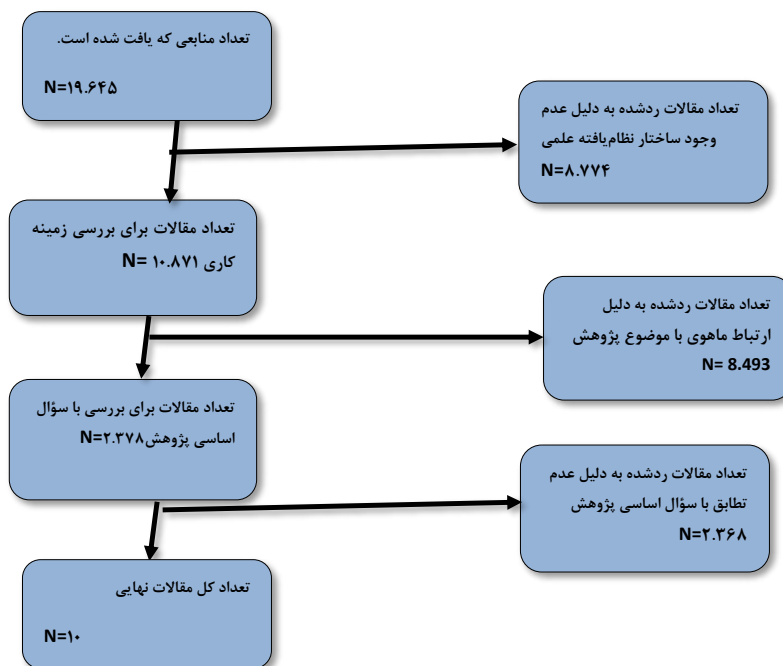 تعداد منابعی که یافت شده است.
N=۱۹.۶۴۵
تعداد مقالات ردشده به دلیل عدم
وجود ساختار نظام‌یافته علمی
N=۸.۷۷۴
تعداد مقالات برای بررسی زمینه
کاری N= ۱۰.۸۷۱
تعداد مقالات ردشده به دلیل
ارتباط ماهوی با موضوع پژوهش
N= 8.493
تعداد مقالات برای بررسی با سؤال
اساسی پژوهش N=۲.۳۷۸
تعداد مقالات ردشده به دلیل عدم
تطابق با سؤال اساسی پژوهش
N=۲.۳۶۸
تعداد کل مقالات نهایی
N=۱۰